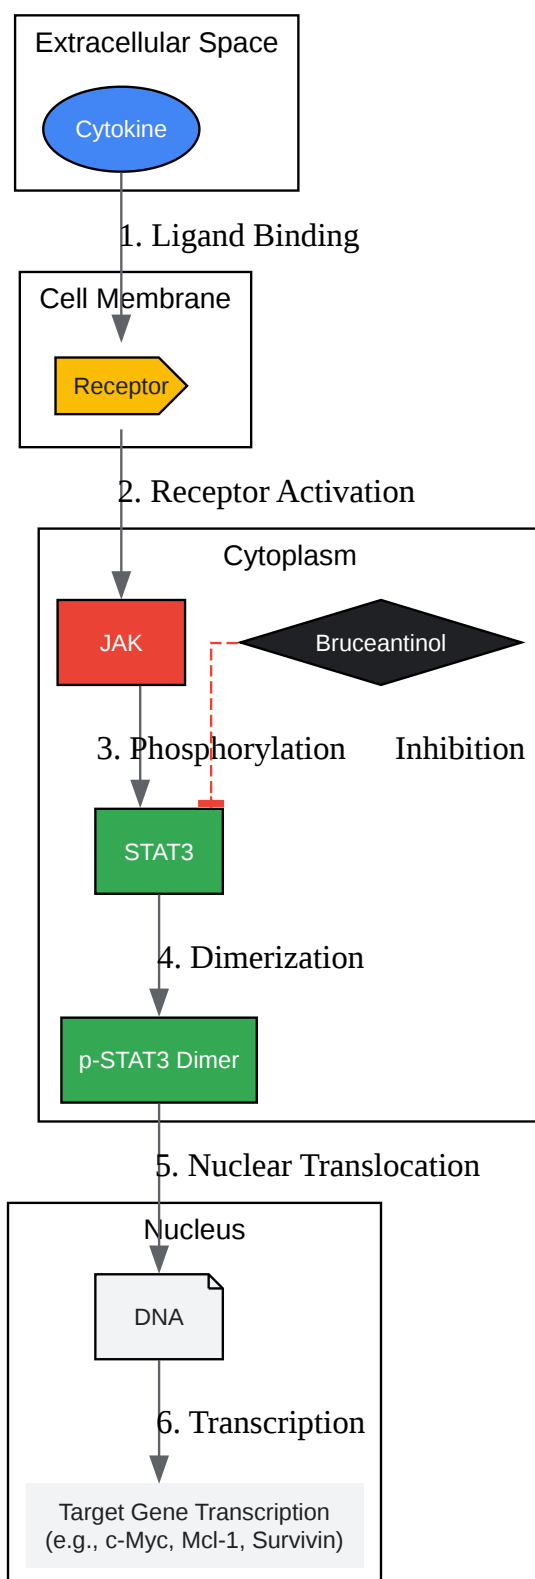 Extracellular Space
Cytokine
1. Ligand Binding
Cell Membrane
Receptor
2. Receptor Activation
Cytoplasm
JAK
Bruceantinol
3. Phosphorylation
Inhibition
STAT3
4. Dimerization
p-STAT3 Dimer
5. Nuclear Translocation
Nucleus
DNA
6. Transcription
Target Gene Transcription
(e.g., c-Myc, Mcl-1, Survivin)